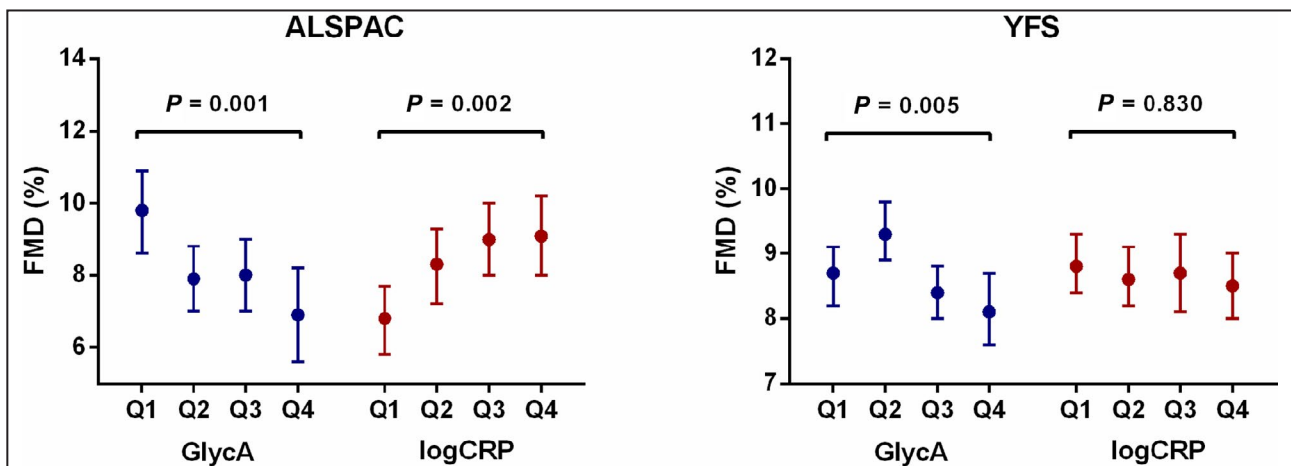 ALSPAC
14
12
10
8
6
FMD (%)
P = 0.001
P = 0.002
Q1 Q2 Q3 Q4 Q1 Q2 Q3 Q4
GlycA logCRP
YFS
12
11
10
9
8
7
FMD (%)
P = 0.005
P = 0.830
Q1 Q2 Q3 Q4 Q1 Q2 Q3 Q4
GlycA logCRP